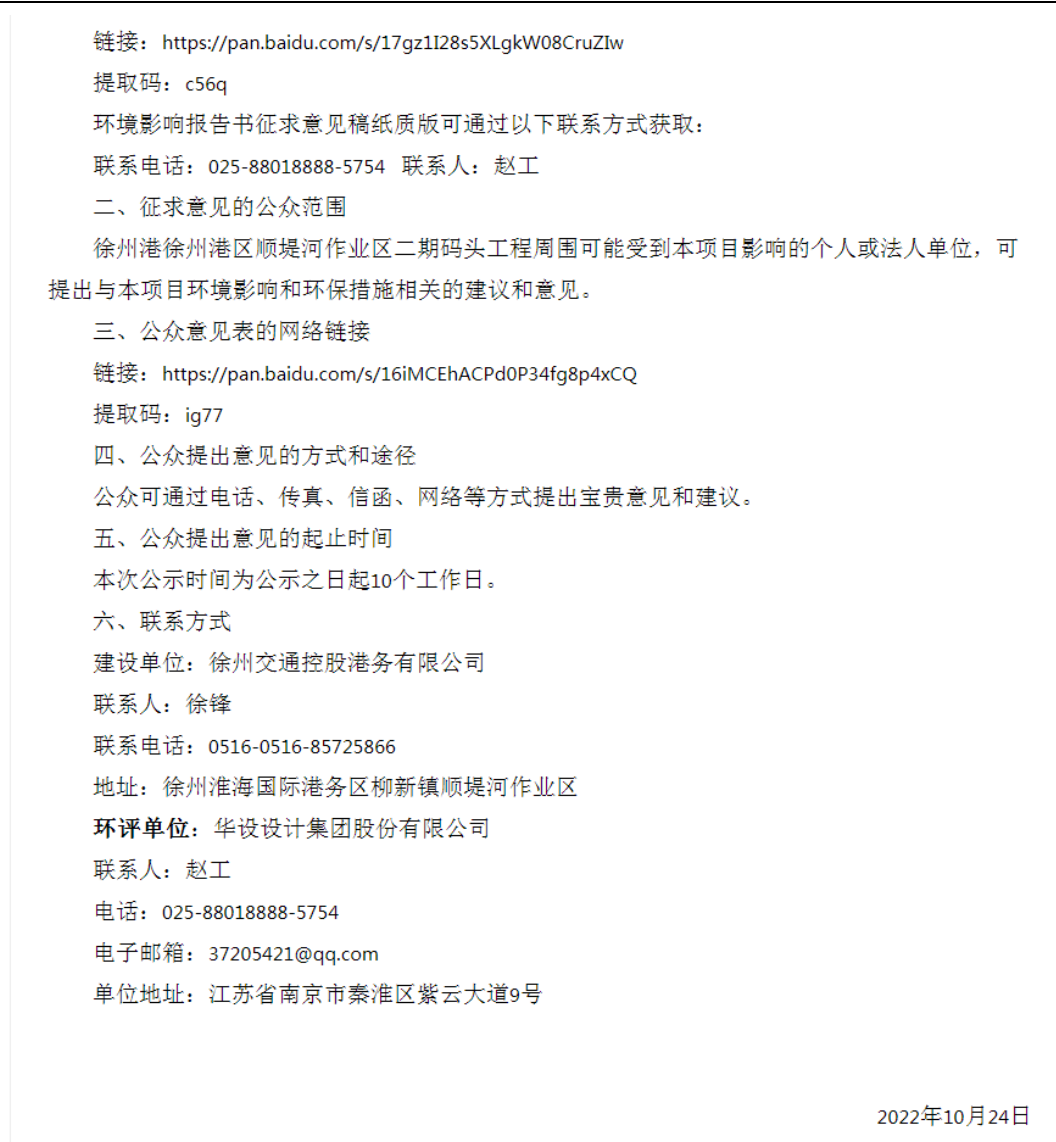 链接：https://pan.baidu.com/s/17gz1I28s5XLgkW08CruZIw
提取码：c56q
环境影响报告书征求意见稿纸质版可通过以下联系方式获取：
联系电话：025-88018888-5754 联系人：赵工
二、征求意见的公众范围
徐州港徐州港区顺堤河作业区二期码头工程周围可能受到本项目影响的个人或法人单位，可
提出与本项目环境影响和环保措施相关的建议和意见。
三、公众意见表的网络链接
链接：https://pan.baidu.com/s/16iMCEhACPd0P34fg8p4xCQ
提取码：ig77
四、公众提出意见的方式和途径
公众可通过电话、传真、信函、网络等方式提出宝贵意见和建议。
五、公众提出意见的起止时间
本次公示时间为公示之日起10个工作日。
六、联系方式
建设单位：徐州交通控股港务有限公司
联系人：徐锋
联系电话：0516-0516-85725866
地址：徐州淮海国际港务区柳新镇顺堤河作业区
环评单位：华设设计集团股份有限公司
联系人：赵工
电话：025-88018888-5754
电子邮箱：37205421@qq.com
单位地址：江苏省南京市秦淮区紫云大道9号
2022年10月24日